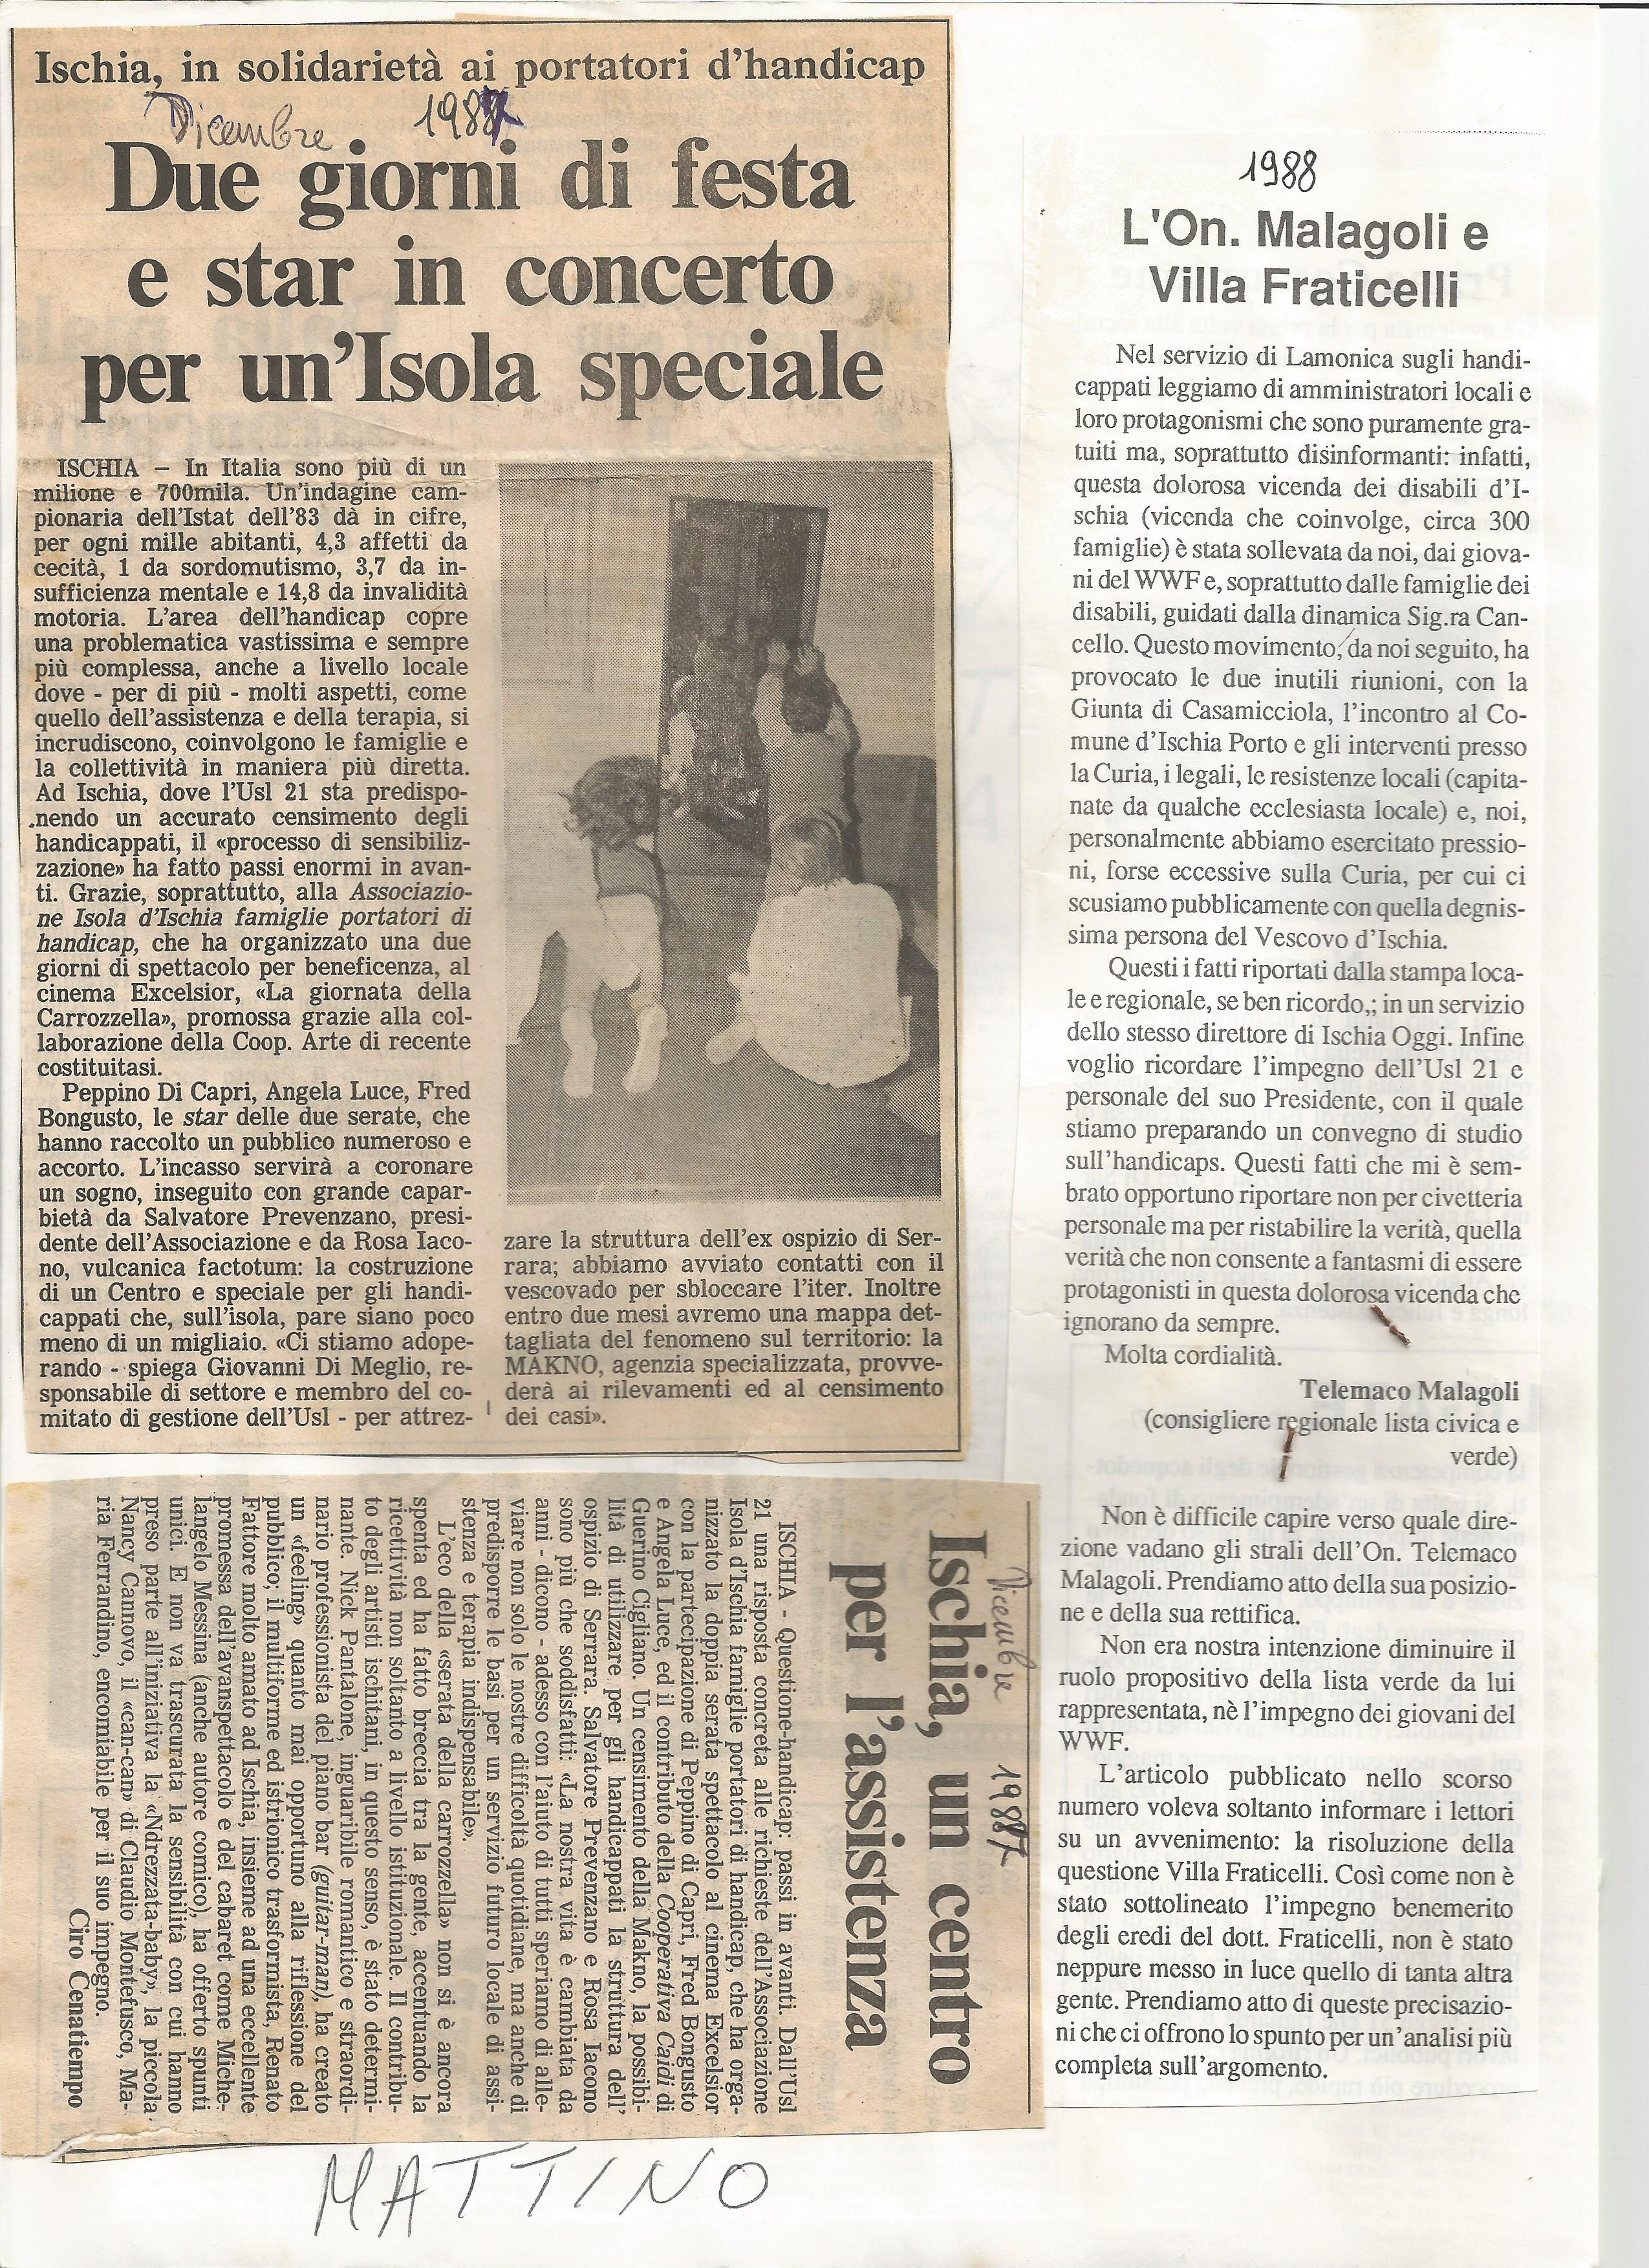 Ischia, in solidarietà ai portatori d'handicap
Dicembre 1987
Due giorni di festa
e star in concerto
per un'Isola speciale
ISCHIA – In Italia sono più di un
milione e 700mila. Un'indagine cam-
pionaria dell'Istat dell'83 dà in cifre,
per ogni mille abitanti, 4,3 affetti da
cecità, 1 da sordomutismo, 3,7 da in-
sufficienza mentale e 14,8 da invalidità
motoria. L'area dell'handicap copre
una problematica vastissima e sempre
più complessa, anche a livello locale
dove - per di più - molti aspetti, come
quello dell'assistenza e della terapia, si
incrudiscono, coinvolgono le famiglie e
la collettività in maniera più diretta.
Ad Ischia, dove l'Usl 21 sta predispo-
nendo un accurato censimento degli
handicappati, il «processo di sensibiliz-
zazione» ha fatto passi enormi in avan-
ti. Grazie, soprattutto, alla Associazio-
ne Isola d'Ischia famiglie portatori di
handicap, che ha organizzato una due
giorni di spettacolo per beneficenza, al
cinema Excelsior, «La giornata della
Carrozzella», promossa grazie alla col-
laborazione della Coop. Arte di recente
costituitasi.
Peppino Di Capri, Angela Luce, Fred
Bongusto, le star delle due serate, che
hanno raccolto un pubblico numeroso e
accorto. L'incasso servirà a coronare
un sogno, inseguito con grande capar-
bietà da Salvatore Prevenzano, presi-
dente dell'Associazione e da Rosa Iaco-
no, vulcanica factotum: la costruzione
di un Centro e speciale per gli handi-
cappati che, sull'isola, pare siano poco
meno di un migliaio. «Ci stiamo adope-
rando - spiega Giovanni Di Meglio, re-
sponsabile di settore e membro del co-
mitato di gestione dell'Usl - per attrez-
zare la struttura dell'ex ospizio di Ser-
rara; abbiamo avviato contatti con il
vescovado per sbloccare l'iter. Inoltre
entro due mesi avremo una mappa det-
tagliata del fenomeno sul territorio: la
MAKNO, agenzia specializzata, provve-
derà ai rilevamenti ed al censimento
dei casi».
1988
L'On. Malagoli e
Villa Fraticelli
Nel servizio di Lamonica sugli handi-
cappati leggiamo di amministratori locali e
loro protagonismi che sono puramente gra-
tuiti ma, soprattutto disinformanti: infatti,
questa dolorosa vicenda dei disabili d'I-
schia (vicenda che coinvolge, circa 300
famiglie) è stata sollevata da noi, dai giova-
ni del WWF e, soprattutto dalle famiglie dei
disabili, guidati dalla dinamica Sig.ra Can-
cello. Questo movimento, da noi seguito, ha
provocato le due inutili riunioni, con la
Giunta di Casamicciola, l'incontro al Co-
mune d'Ischia Porto e gli interventi presso
la Curia, i legali, le resistenze locali (capita-
nate da qualche ecclesiasta locale) e, noi,
personalmente abbiamo esercitato pressio-
ni, forse eccessive sulla Curia, per cui ci
scusiamo pubblicamente con quella degnis-
sima persona del Vescovo d'Ischia.
Questi i fatti riportati dalla stampa loca-
le e regionale, se ben ricordo,; in un servizio
dello stesso direttore di Ischia Oggi. Infine
voglio ricordare l'impegno dell'Usl 21 e
personale del suo Presidente, con il quale
stiamo preparando un convegno di studio
sull'handicaps. Questi fatti che mi è sem-
brato opportuno riportare non per civetteria
personale ma per ristabilire la verità, quella
verità che non consente a fantasmi di essere
protagonisti in questa dolorosa vicenda che
ignorano da sempre.
Molta cordialità.
Telemaco Malagoli
(consigliere regionale lista civica e
verde)
Non è difficile capire verso quale dire-
zione vadano gli strali dell'On. Telemaco
Malagoli. Prendiamo atto della sua posizio-
ne e della sua rettifica.
Non era nostra intenzione diminuire il
ruolo propositivo della lista verde da lui
rappresentata, nè l'impegno dei giovani del
WWF.
L'articolo pubblicato nello scorso
numero voleva soltanto informare i lettori
su un avvenimento: la risoluzione della
questione Villa Fraticelli. Così come non è
stato sottolineato l'impegno benemerito
degli eredi del dott. Fraticelli, non è stato
neppure messo in luce quello di tanta altra
gente. Prendiamo atto di queste precisazio-
ni che ci offrono lo spunto per un'analisi più
completa sull'argomento.
Dicembre 1987
Ischia, un centro
per l'assistenza
ISCHIA - Questione-handicap: passi in avanti. Dall'Usl
21 una risposta concreta alle richieste dell'Associazione
Isola d'Ischia famiglie portatori di handicap, che ha orga-
nizzato la doppia serata spettacolo al cinema Excelsior
con la partecipazione di Peppino di Capri, Fred Bongusto
e Angela Luce, ed il contributo della Cooperativa Caidi di
Guerino Cigliano. Un censimento della Makno, la possibi-
lità di utilizzare per gli handicappati la struttura dell'
ospizio di Serrara. Salvatore Prevenzano e Rosa Iacono
sono più che soddisfatti: «La nostra vita è cambiata da
anni - dicono - adesso con l'aiuto di tutti speriamo di alle-
viare non solo le nostre difficoltà quotidiane, ma anche di
predisporre le basi per un servizio futuro locale di assi-
stenza e terapia indispensabile».
L'eco della «serata della carrozzella» non si è ancora
spenta ed ha fatto breccia tra la gente, accentuando la
ricettività non soltanto a livello istituzionale. Il contribu-
to degli artisti ischitani, in questo senso, è stato determi-
nante. Nick Pantalone, inguaribile romantico e straordi-
nario professionista del piano bar (guitar-man), ha creato
un «feeling» quanto mai opportuno alla riflessione del
pubblico; il multiforme ed istrionico trasformista, Renato
Fattore molto amato ad Ischia, insieme ad una eccellente
promessa dell'avanspettacolo e del cabaret come Miche-
langelo Messina (anche autore comico), ha offerto spunti
unici. E non va trascurata la sensibilità con cui hanno
preso parte all'iniziativa la «Ndrezzata-baby», la piccola
Nancy Cannovo, il «can-can» di Claudio Montefusco, Ma-
ria Ferrandino, encomiabile per il suo impegno.
Ciro Cenatiempo
MATTINO